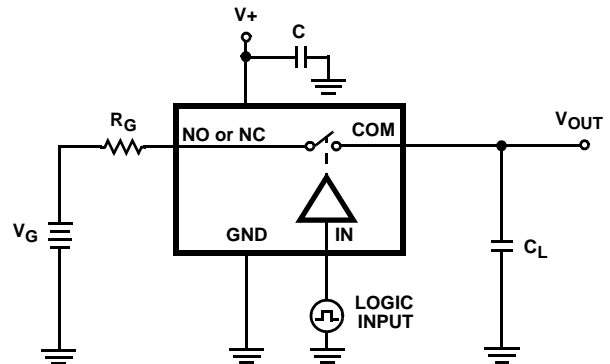 V+
C
RG
NO or NC
COM
VOUT
VG
GND
IN
CL
LOGIC
INPUT